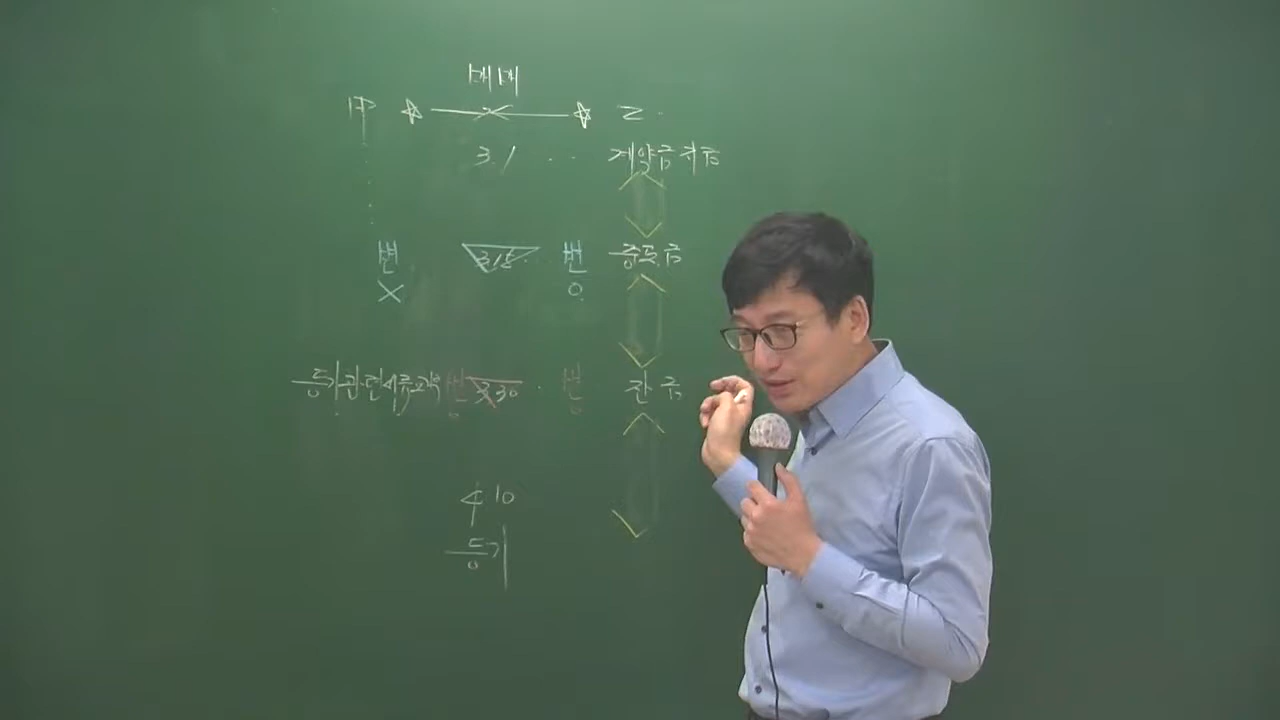 매매
甲 乙
3.1 계약금 지급
변 X 3.15 변 O 중도금
등기관련서류교부 변 3.30 변 잔금
4.10
등기